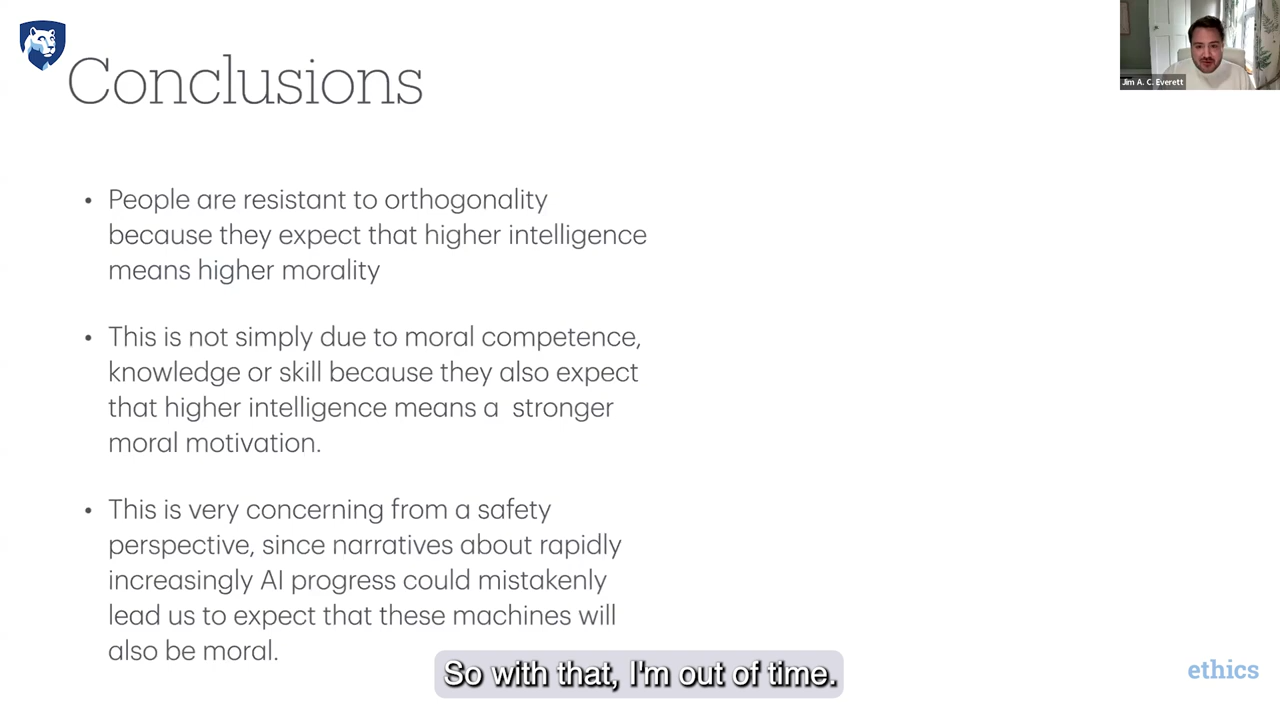 Conclusions
Jim A. C. Everett
• People are resistant to orthogonality
because they expect that higher intelligence
means higher morality
• This is not simply due to moral competence,
knowledge or skill because they also expect
that higher intelligence means a  stronger
moral motivation.
• This is very concerning from a safety
perspective, since narratives about rapidly
increasingly AI progress could mistakenly
lead us to expect that these machines will
also be moral.
So with that, I'm out of time.
ethics